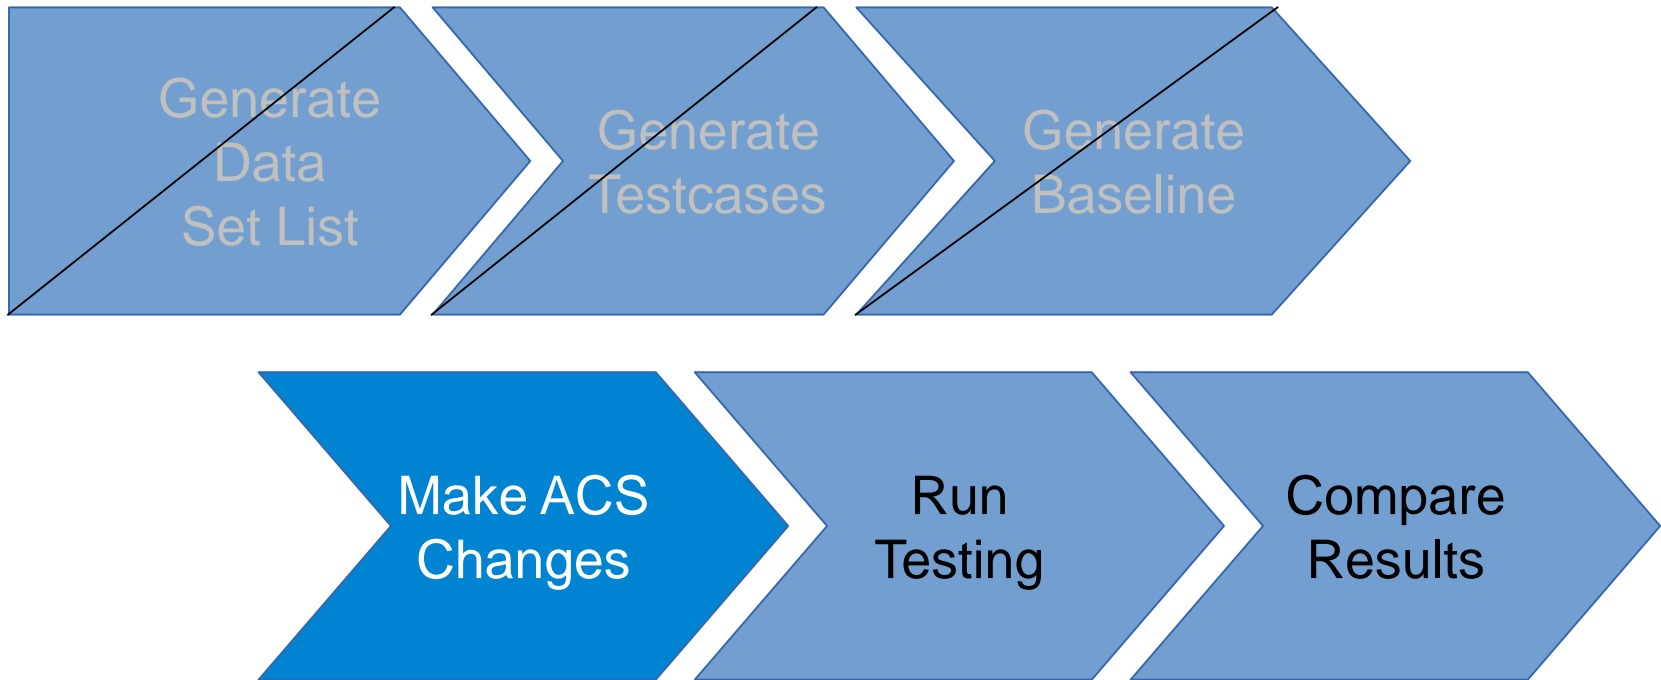 Generate
Data
Set List
Generate
Testcases
Generate
Baseline
Make ACS
Changes
Run
Testing
Compare
Results